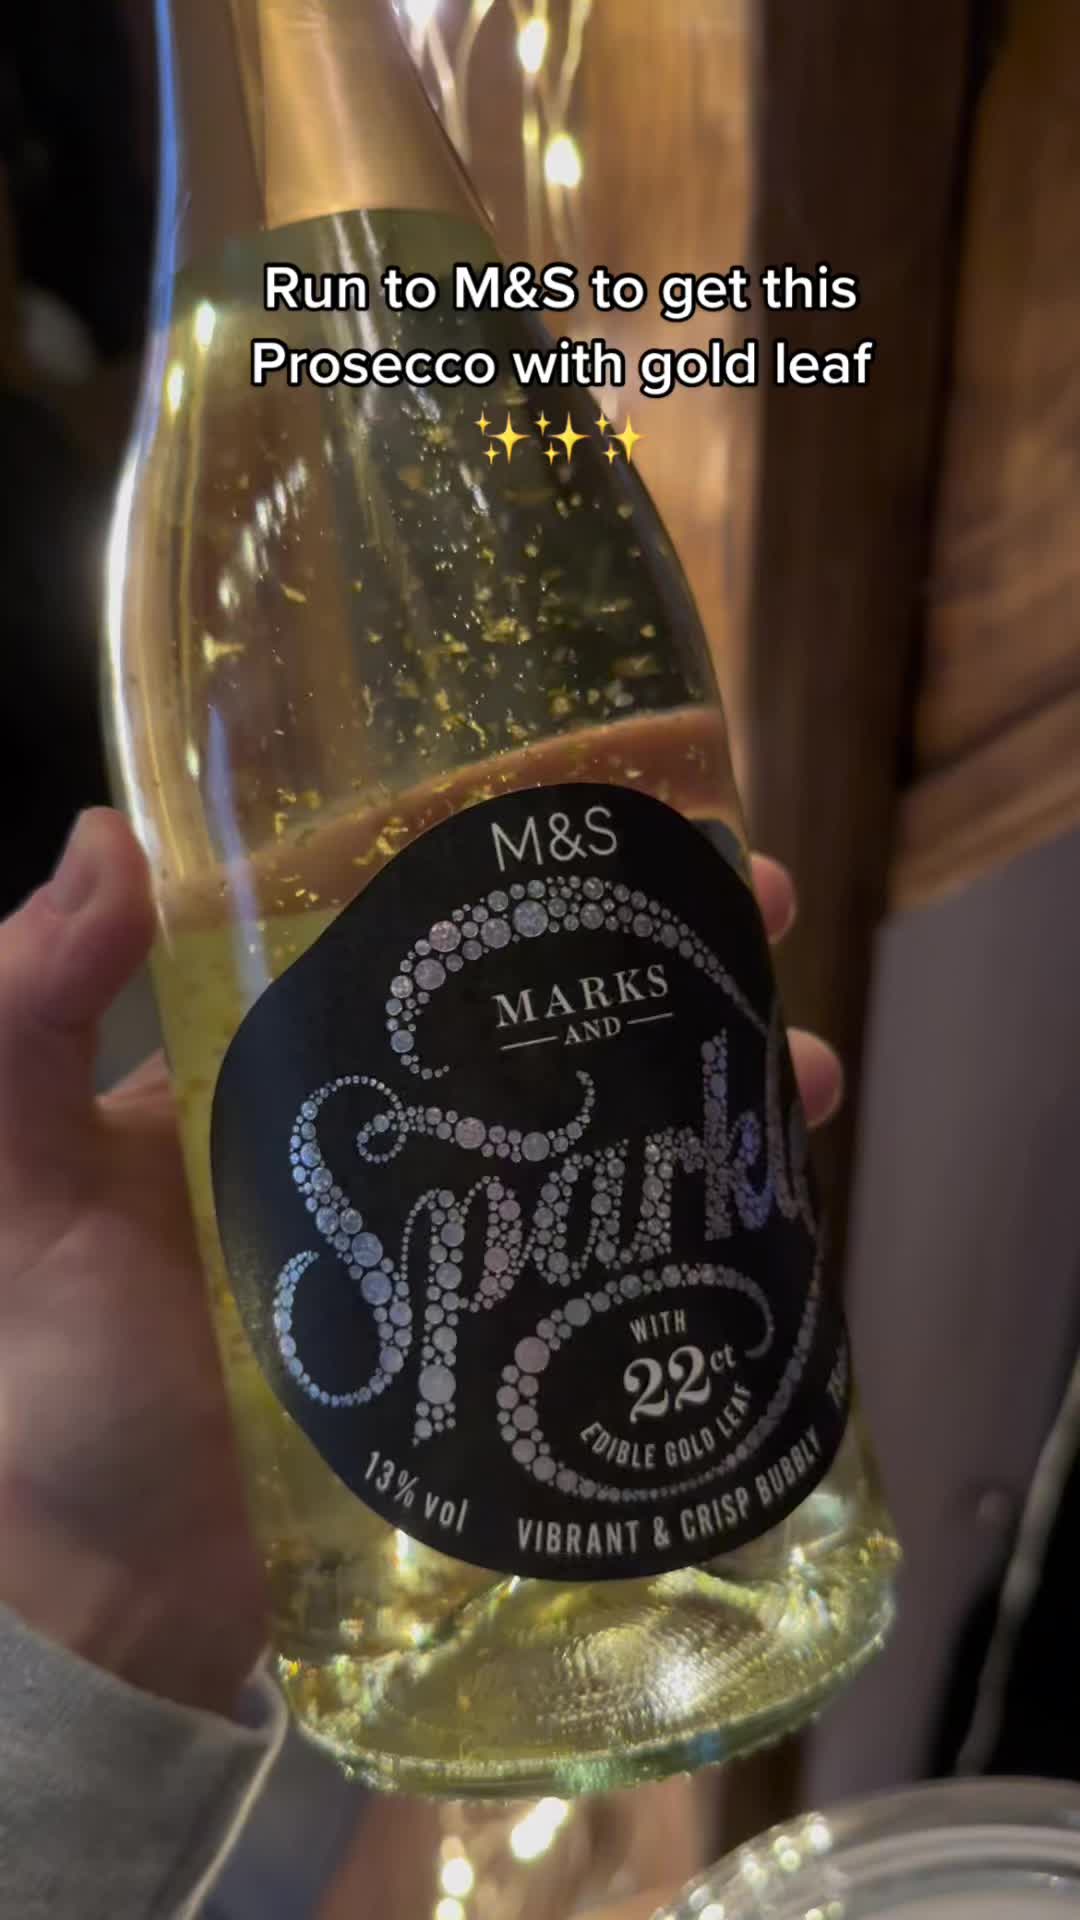 Run to M&S to get this
Prosecco with gold leaf
✨✨✨
M&S
MARKS
AND
Sparkl
WITH
22ct
EDIBLE GOLD LEAF
13% vol
VIBRANT & CRISP BUBBLY